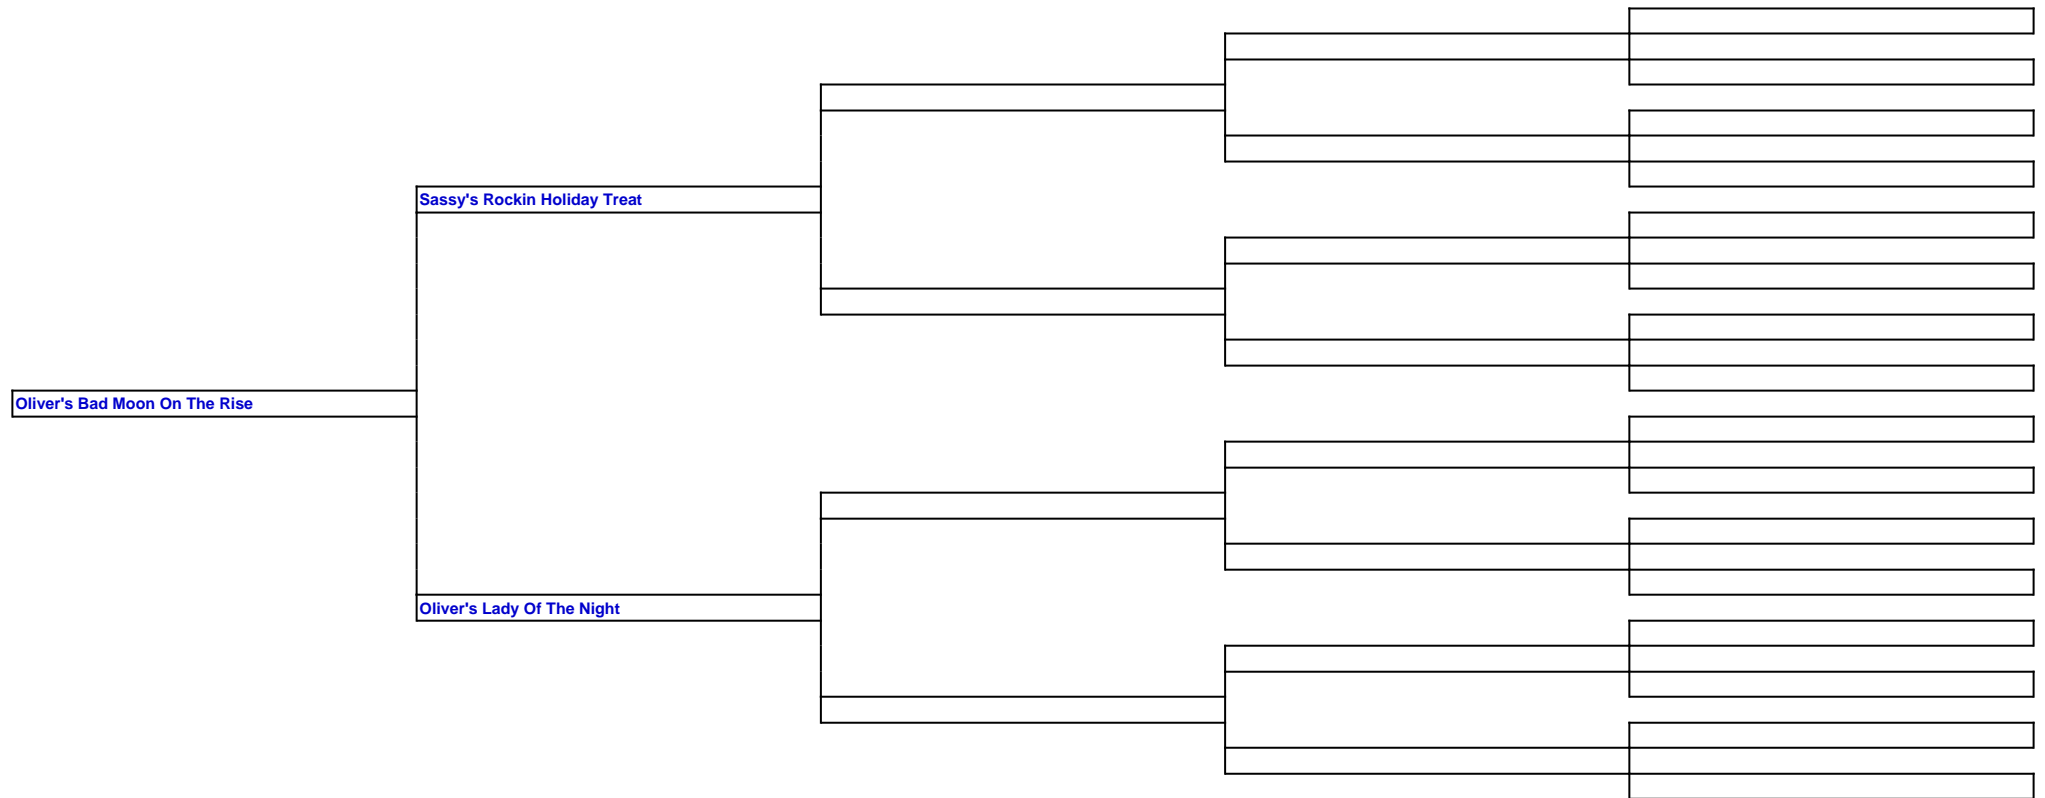 Sassy's Rockin Holiday Treat
Oliver's Bad Moon On The Rise
Oliver's Lady Of The Night